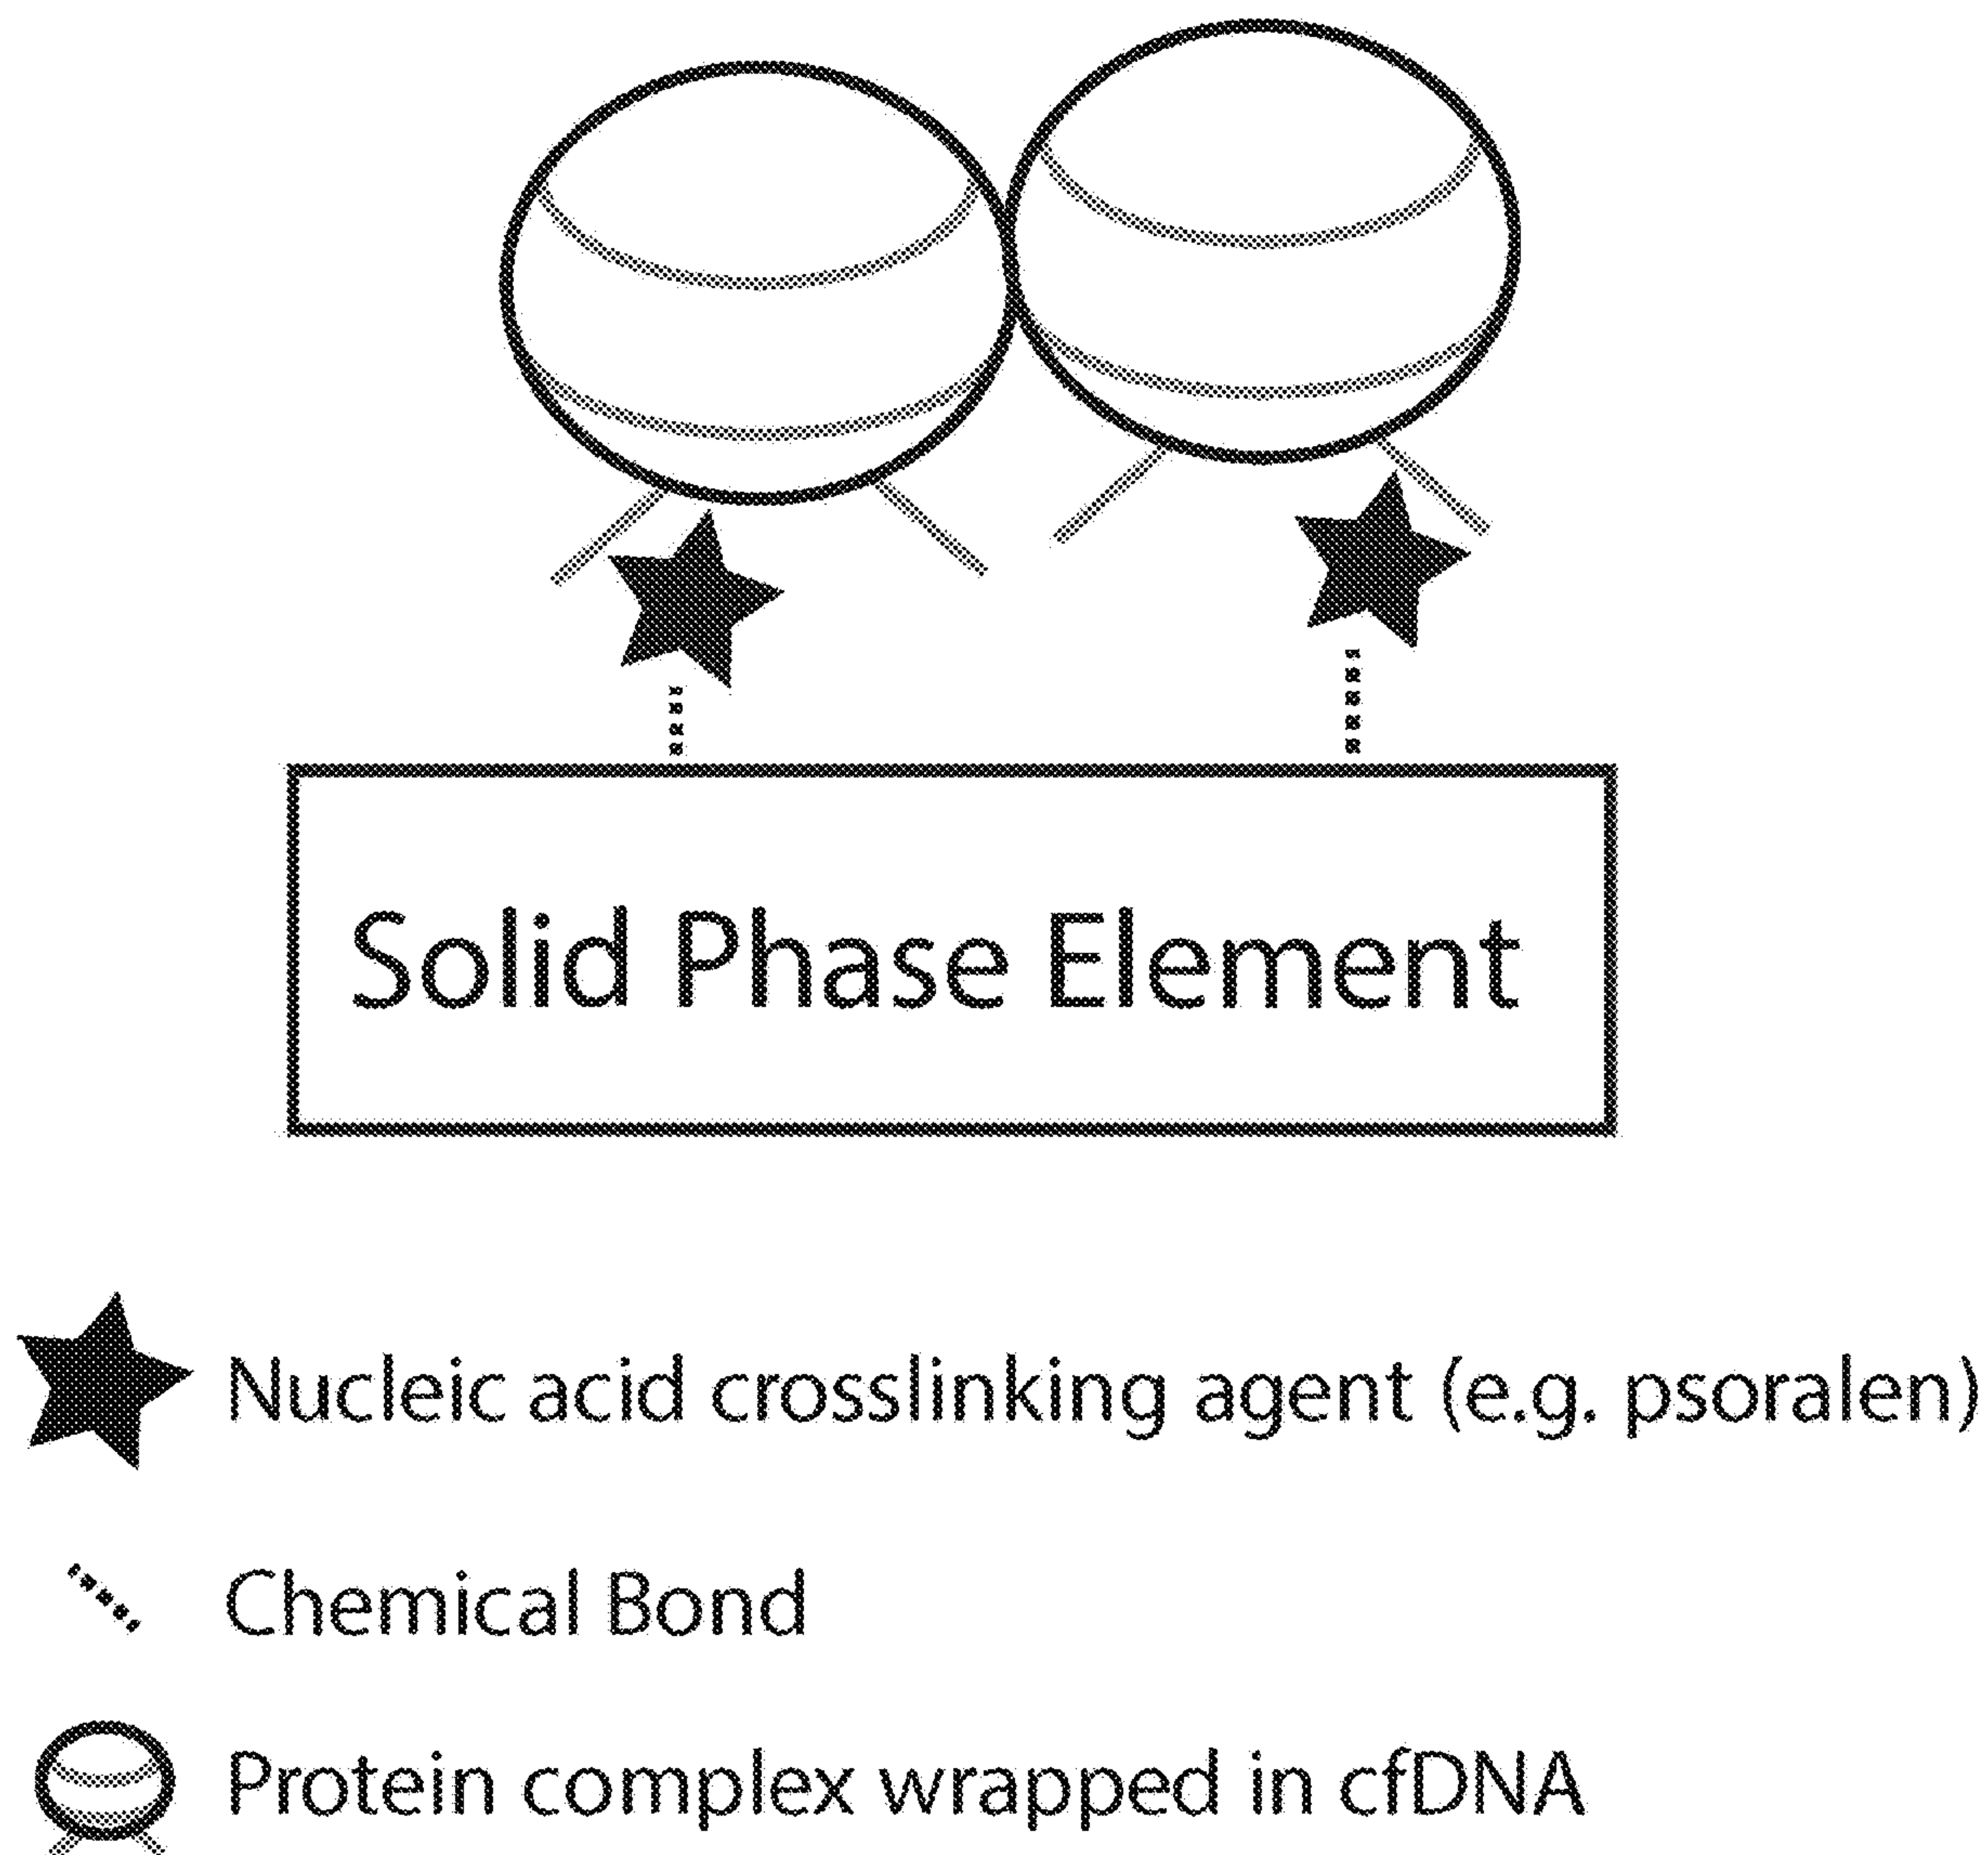 Solid Phase Element
Nucleic acid crosslinking agent (e.g. psoralen)
Chemical Bond
Protein complex wrapped in cfDNA